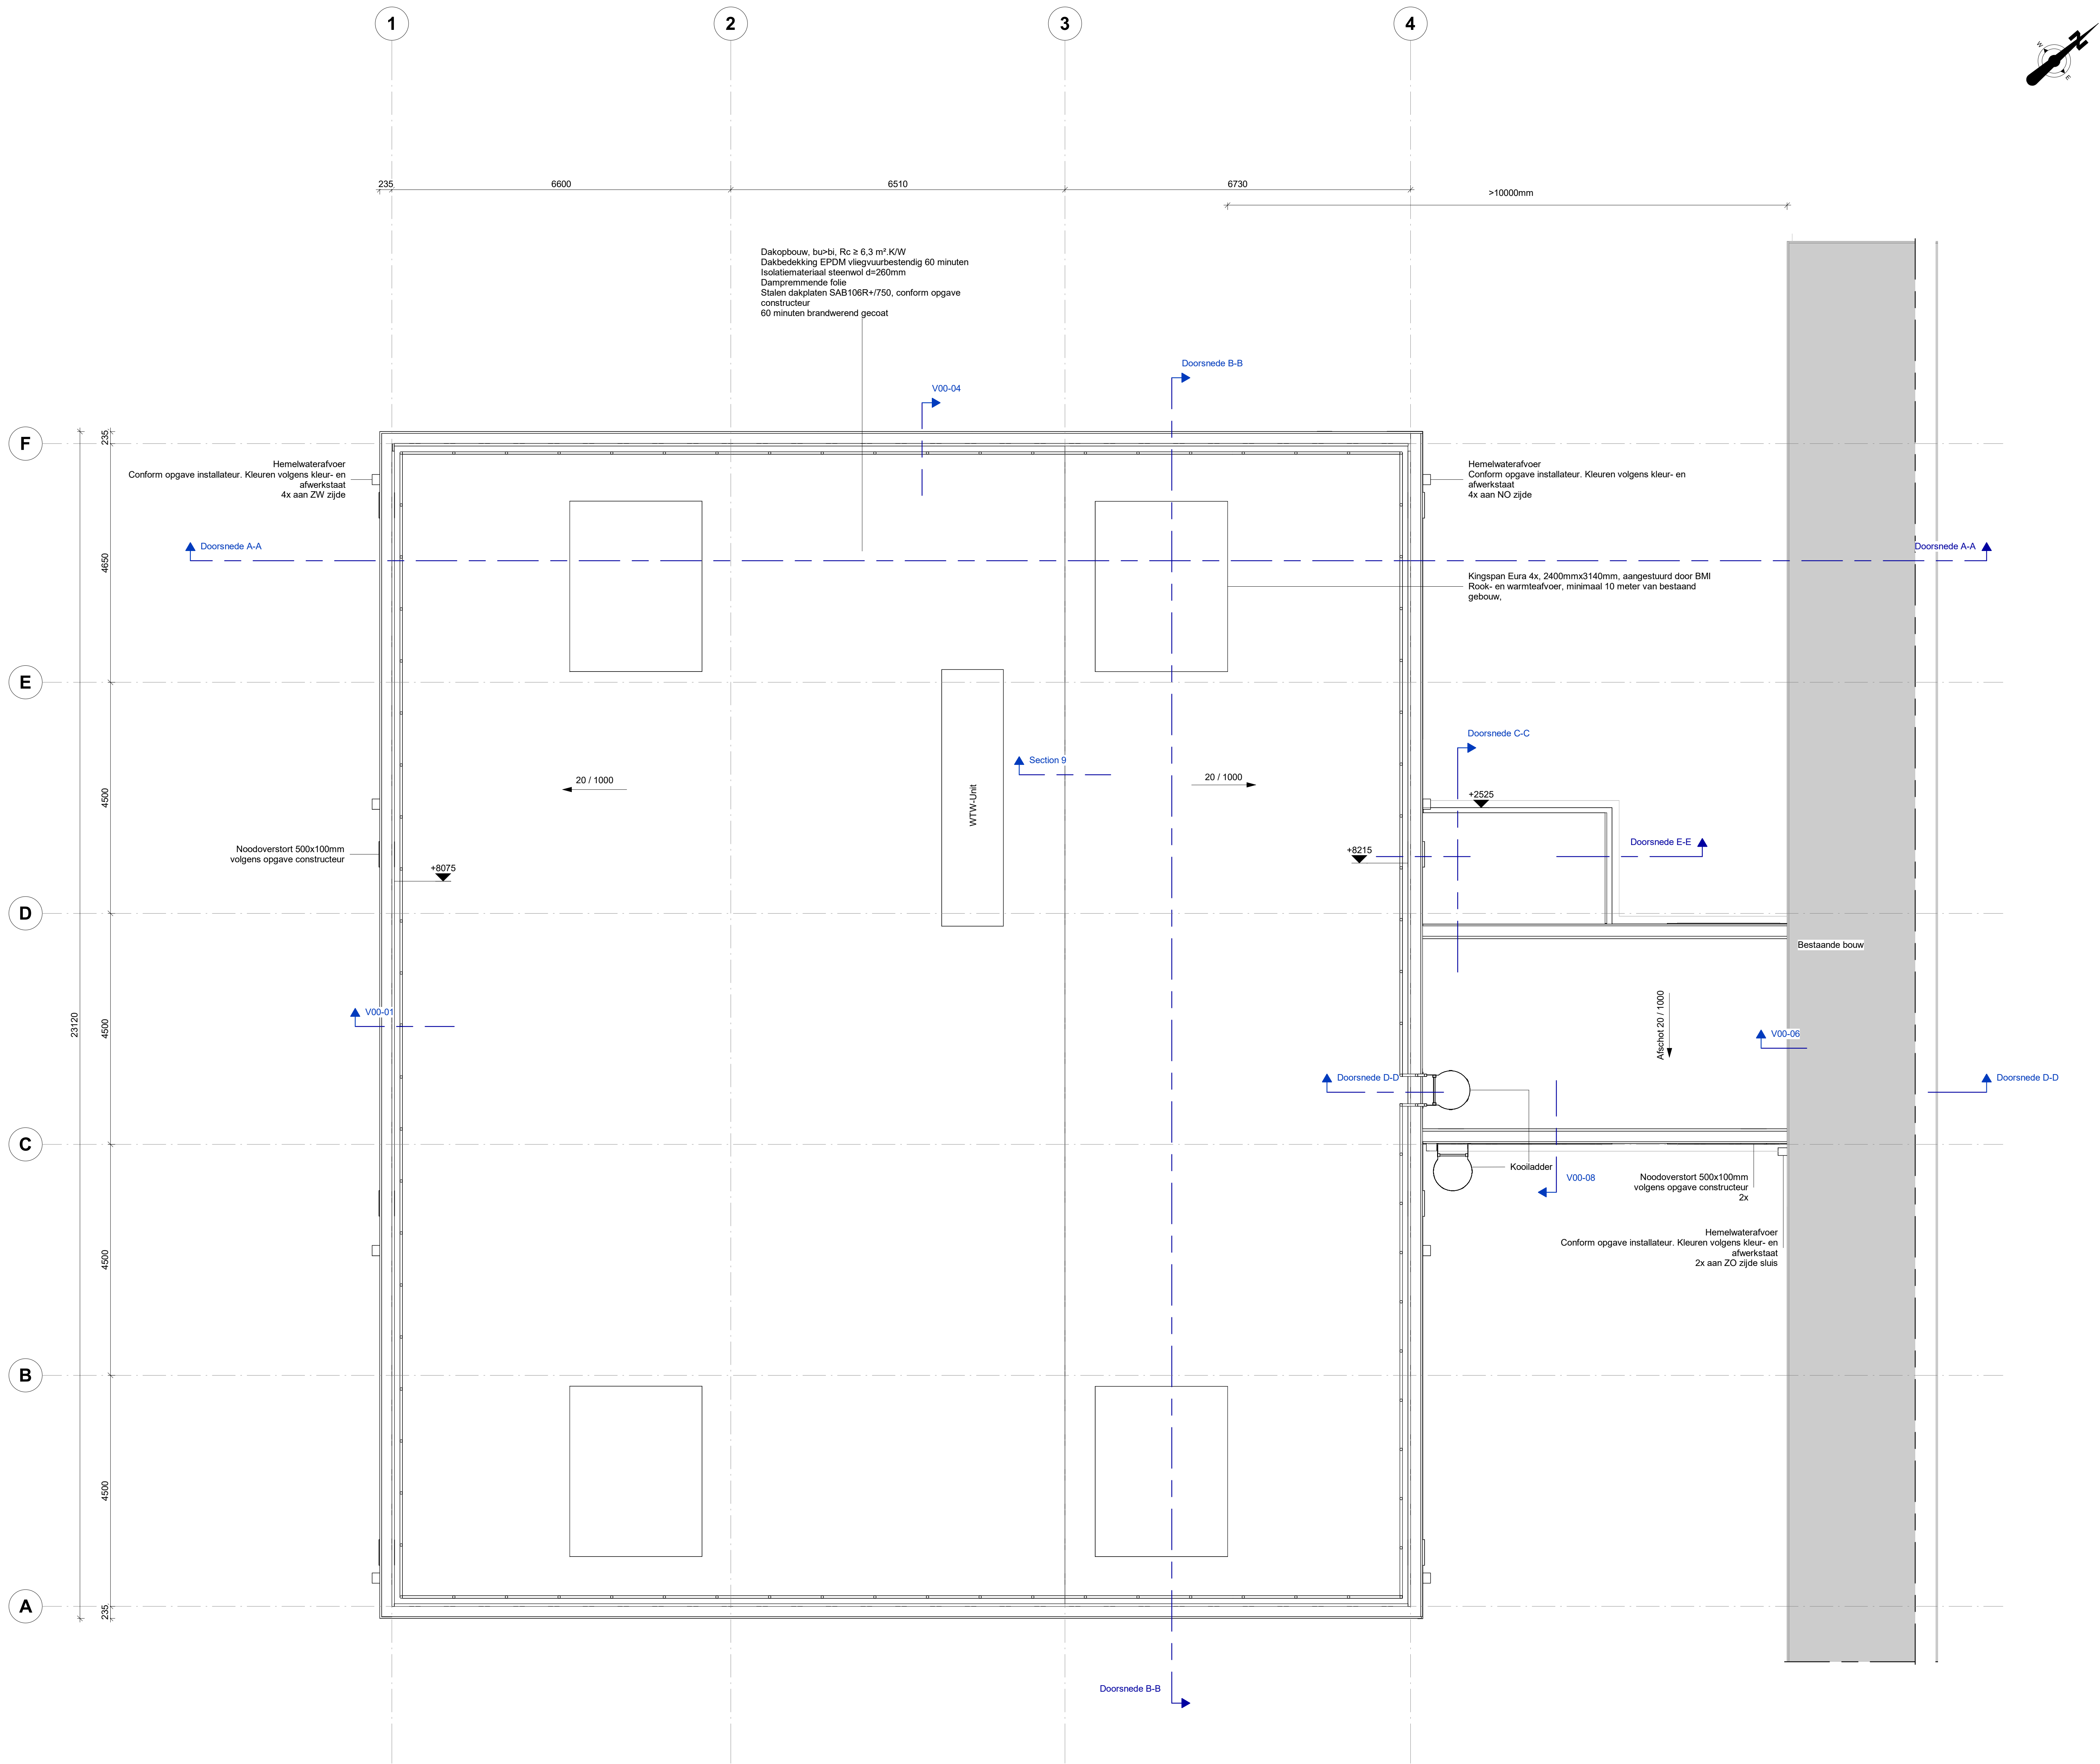 1
2
3
4
W
N
E
235
6600
6510
6730
>10000mm
Dakopbouw, bu>bi, Rc ≥ 6,3 m².K/W
Dakbedekking EPDM vliegvuurbestendig 60 minuten
Isolatiemateriaal steenwol d=260mm
Dampremmende folie
Stalen dakplaten SAB106R+/750, conform opgave
constructeur
60 minuten brandwerend gecoat
Doorsnede B-B
V00-04
F
235
Hemelwaterafvoer
Conform opgave installateur. Kleuren volgens kleur- en
afwerkstaat
4x aan ZW zijde
Hemelwaterafvoer
Conform opgave installateur. Kleuren volgens kleur- en
afwerkstaat
4x aan NO zijde
Doorsnede A-A
Doorsnede A-A
4650
Kingspan Eura 4x, 2400mmx3140mm, aangestuurd door BMI
Rook- en warmteafvoer, minimaal 10 meter van bestaand
gebouw,
E
Doorsnede C-C
Section 9
20 / 1000
20 / 1000
4500
WTW-Unit
+2525
Doorsnede E-E
Noodoverstort 500x100mm
volgens opgave constructeur
+8075
+8215
D
Bestaande bouw
23120
4500
V00-01
Afschot 20 / 1000
V00-06
Doorsnede D-D
Doorsnede D-D
C
Kooiladder
V00-08
Noodoverstort 500x100mm
volgens opgave constructeur
2x
4500
Hemelwaterafvoer
Conform opgave installateur. Kleuren volgens kleur- en
afwerkstaat
2x aan ZO zijde sluis
B
4500
A
235
Doorsnede B-B